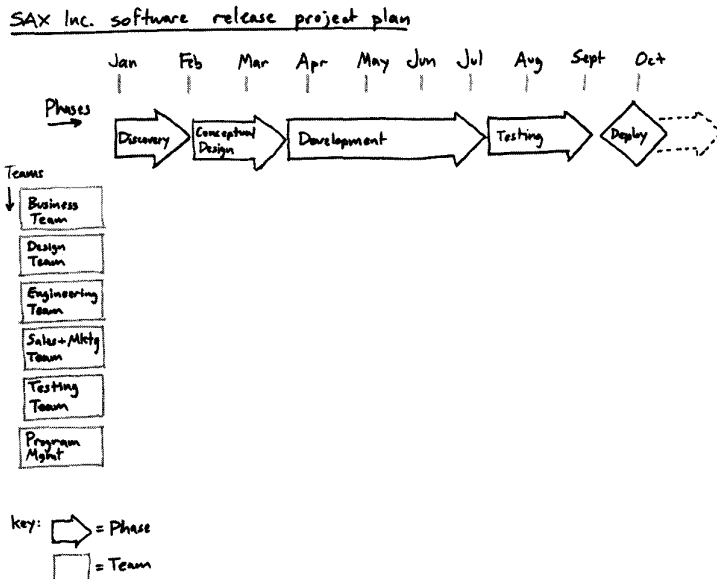 SAX Inc. software release project plan
Jan Feb Mar Apr May Jun Jul Aug Sept Oct
Phases
Discovery
Conceptual
Design
Development
Testing
Deploy
Teams
Business
Team
Design
Team
Engineering
Team
Sales+Mktg
Team
Testing
Team
Program
Mgmt
key:
= Phase
= Team